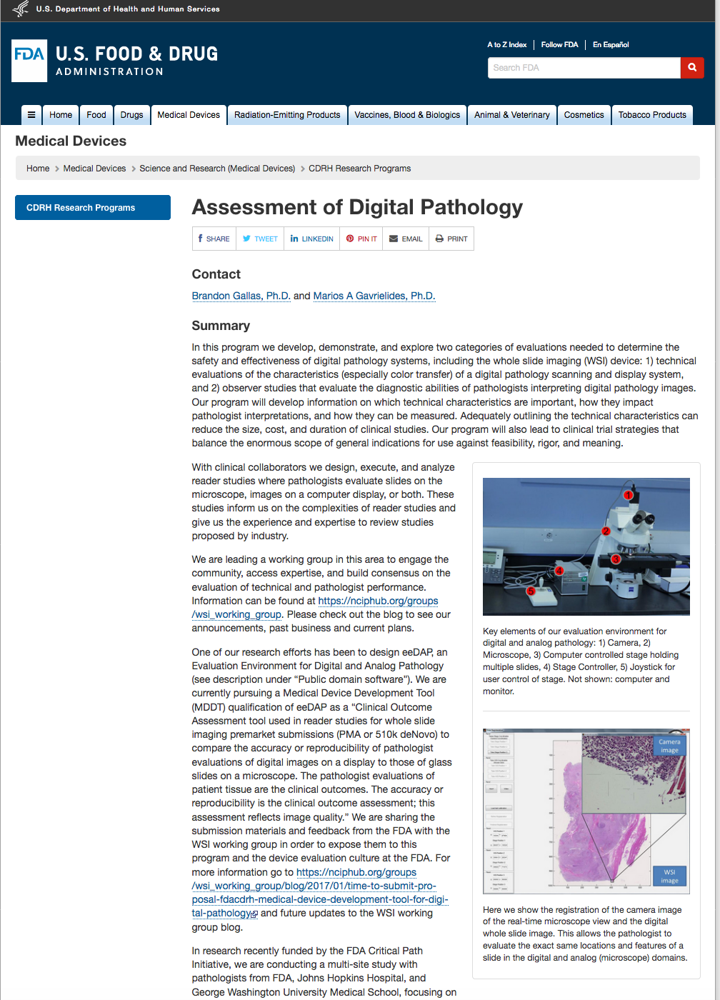 U.S. Department of Health and Human Services
FDA U.S. FOOD & DRUG
ADMINISTRATION
A to Z Index | Follow FDA | En Español
Search FDA
☰ Home Food Drugs Medical Devices Radiation-Emitting Products Vaccines, Blood & Biologics Animal & Veterinary Cosmetics Tobacco Products
Medical Devices
Home > Medical Devices > Science and Research (Medical Devices) > CDRH Research Programs
CDRH Research Programs
Assessment of Digital Pathology
f SHARE TWEET in LINKEDIN PIN IT EMAIL PRINT
Contact
Brandon Gallas, Ph.D. and Marios A Gavrielides, Ph.D.
Summary
In this program we develop, demonstrate, and explore two categories of evaluations needed to determine the
safety and effectiveness of digital pathology systems, including the whole slide imaging (WSI) device: 1) technical
evaluations of the characteristics (especially color transfer) of a digital pathology scanning and display system,
and 2) observer studies that evaluate the diagnostic abilities of pathologists interpreting digital pathology images.
Our program will develop information on which technical characteristics are important, how they impact
pathologist interpretations, and how they can be measured. Adequately outlining the technical characteristics can
reduce the size, cost, and duration of clinical studies. Our program will also lead to clinical trial strategies that
balance the enormous scope of general indications for use against feasibility, rigor, and meaning.
With clinical collaborators we design, execute, and analyze
reader studies where pathologists evaluate slides on the
microscope, images on a computer display, or both. These
studies inform us on the complexities of reader studies and
give us the experience and expertise to review studies
proposed by industry.
We are leading a working group in this area to engage the
community, access expertise, and build consensus on the
evaluation of technical and pathologist performance.
Information can be found at https://nciphub.org/groups
/wsi_working_group. Please check out the blog to see our
announcements, past business and current plans.
One of our research efforts has been to design eeDAP, an
Evaluation Environment for Digital and Analog Pathology
(see description under “Public domain software”). We are
currently pursuing a Medical Device Development Tool
(MDDT) qualification of eeDAP as a “Clinical Outcome
Assessment tool used in reader studies for whole slide
imaging premarket submissions (PMA or 510k deNovo) to
compare the accuracy or reproducibility of pathologist
evaluations of digital images on a display to those of glass
slides on a microscope. The pathologist evaluations of
patient tissue are the clinical outcomes. The accuracy or
reproducibility is the clinical outcome assessment; this
assessment reflects image quality.” We are sharing the
submission materials and feedback from the FDA with the
WSI working group in order to expose them to this
program and the device evaluation culture at the FDA. For
more information go to https://nciphub.org/groups
/wsi_working_group/blog/2017/01/time-to-submit-pro-
posal-fdacdrh-medical-device-development-tool-for-digi-
tal-pathology and future updates to the WSI working
group blog.
In research recently funded by the FDA Critical Path
Initiative, we are conducting a multi-site study with
pathologists from FDA, Johns Hopkins Hospital, and
George Washington University Medical School, focusing on
1
2
3
4
5
Key elements of our evaluation environment for
digital and analog pathology: 1) Camera, 2)
Microscope, 3) Computer controlled stage holding
multiple slides, 4) Stage Controller, 5) Joystick for
user control of stage. Not shown: computer and
monitor.
Camera
image
WSI
image
Here we show the registration of the camera image
of the real-time microscope view and the digital
whole slide image. This allows the pathologist to
evaluate the exact same locations and features of a
slide in the digital and analog (microscope) domains.